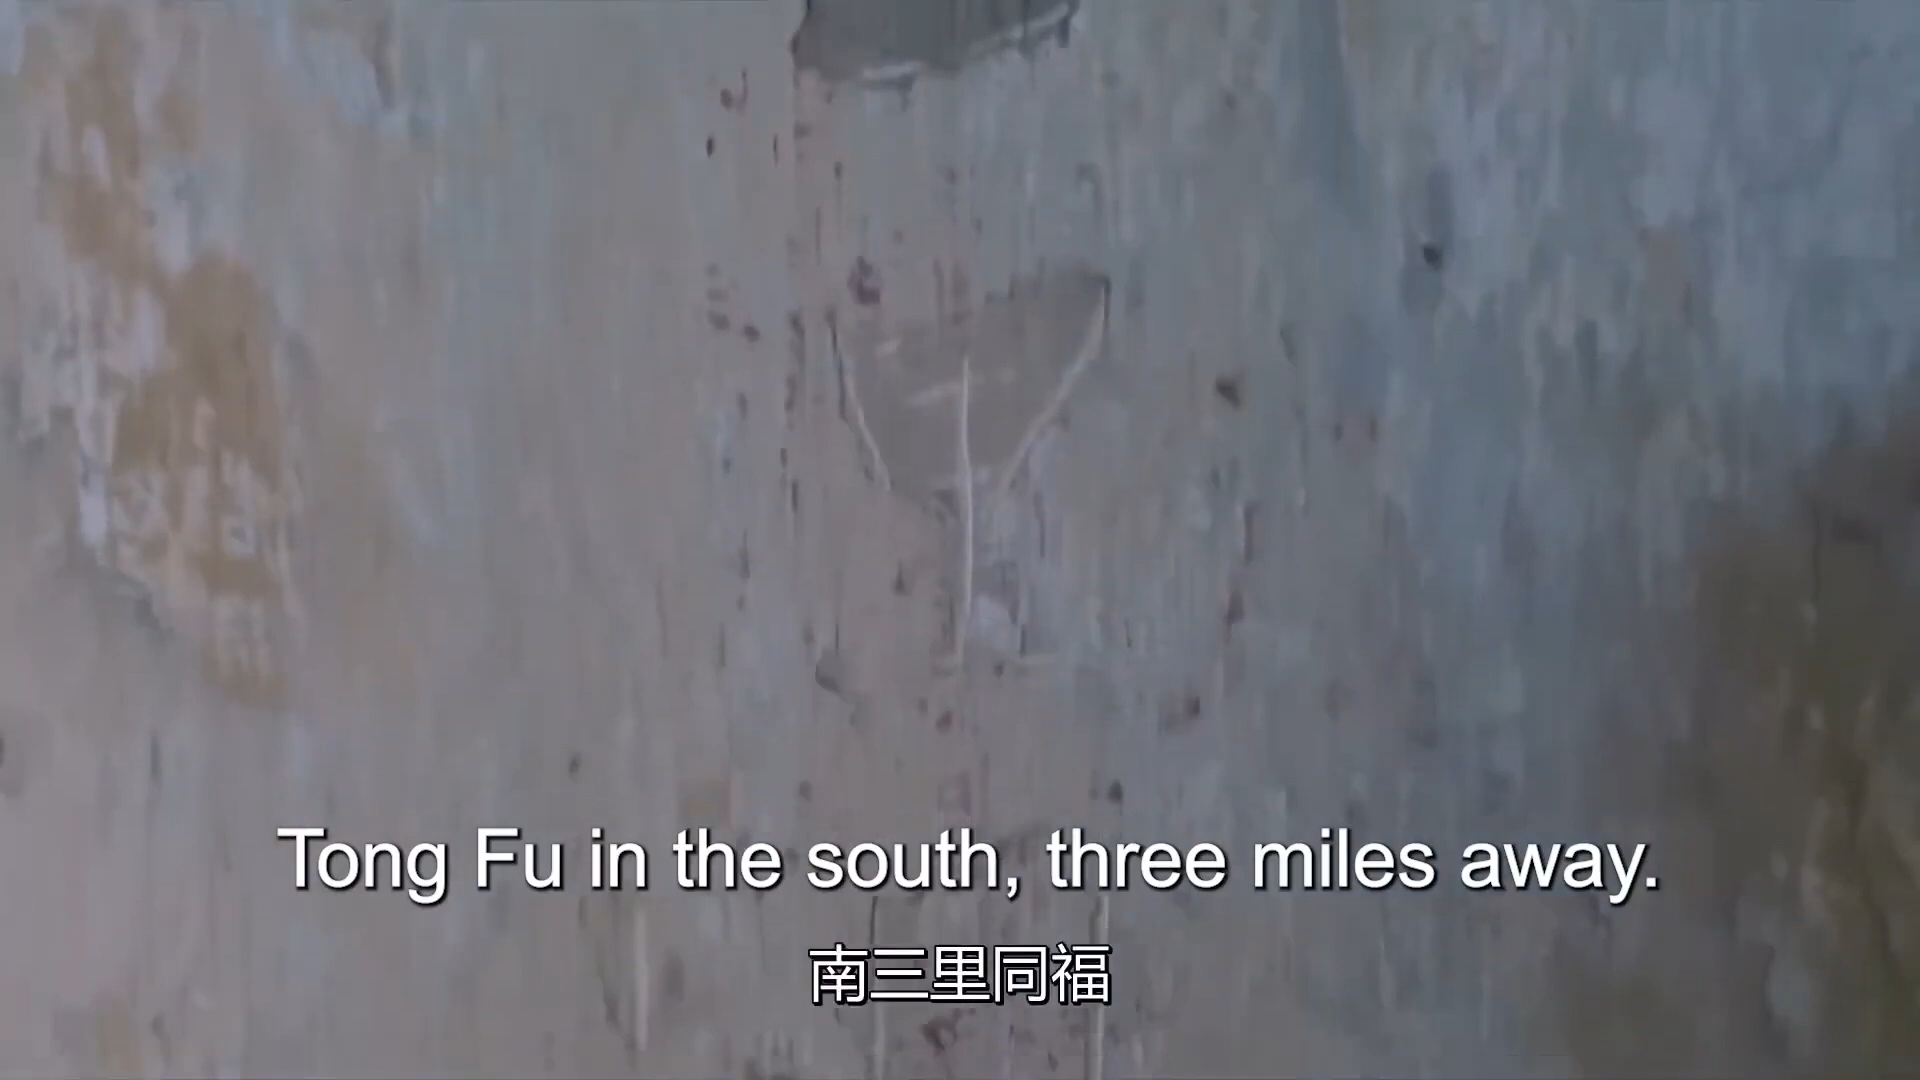 Tong Fu in the south, three miles away.
南三里同福